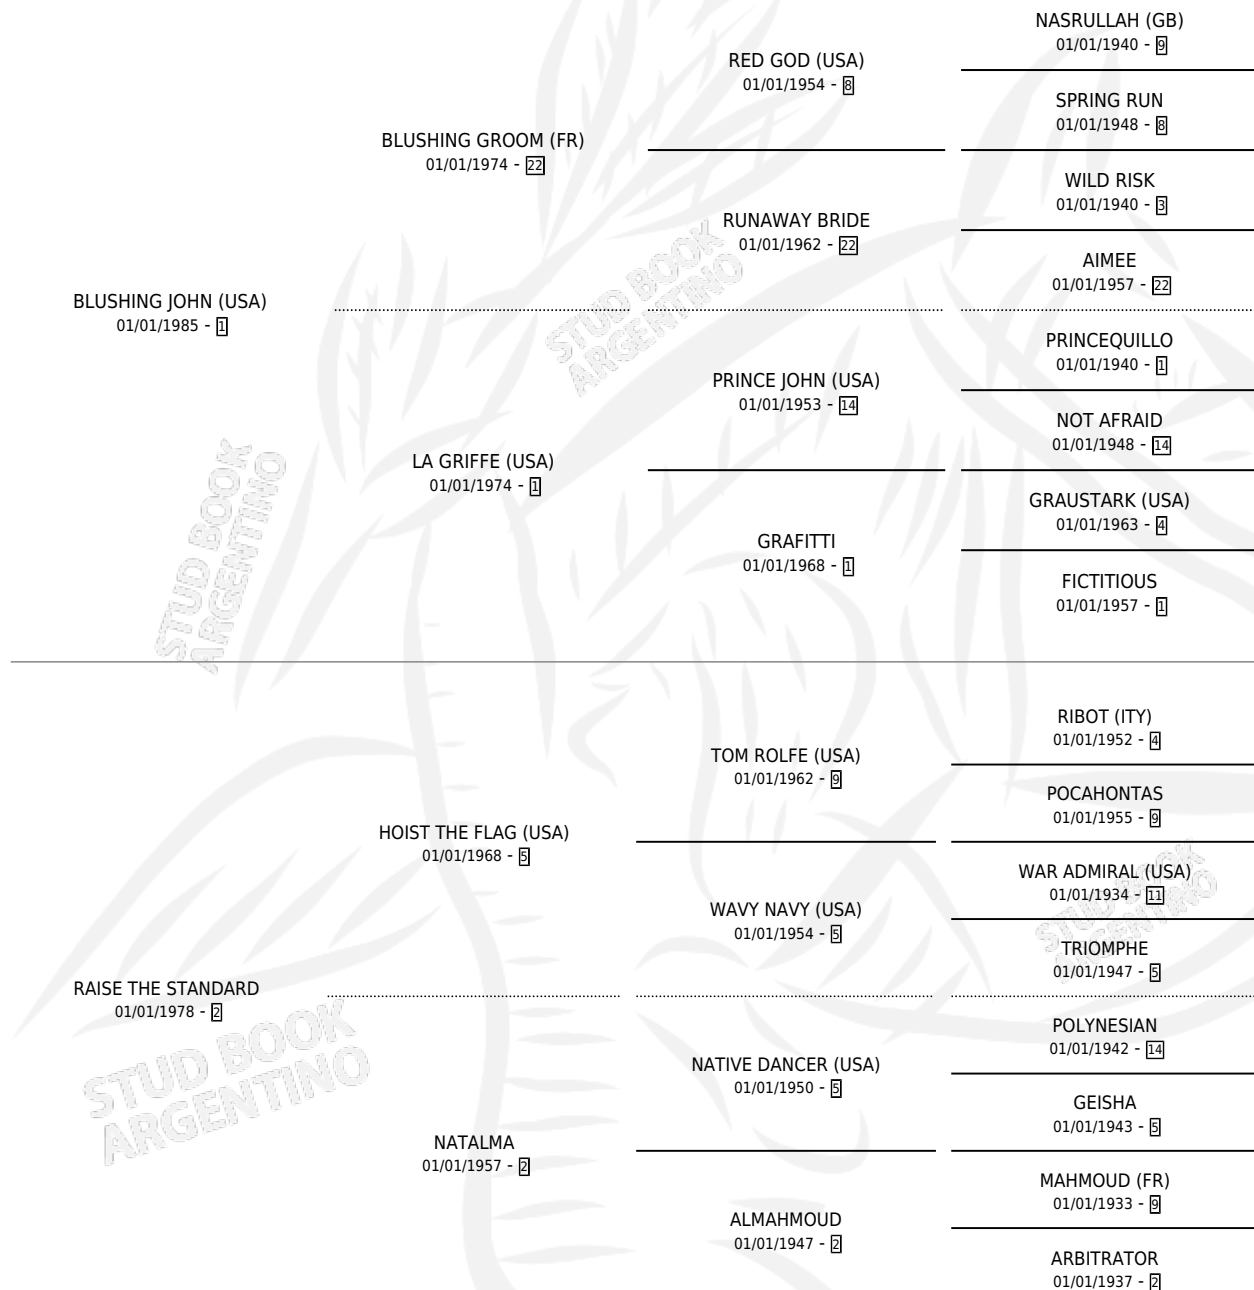 NASRULLAH (GB)
01/01/1940 - 9
RED GOD (USA)
01/01/1954 - 8
SPRING RUN
01/01/1948 - 8
BLUSHING GROOM (FR)
01/01/1974 - 22
WILD RISK
01/01/1940 - 3
RUNAWAY BRIDE
01/01/1962 - 22
AIMEE
01/01/1957 - 22
BLUSHING JOHN (USA)
01/01/1985 - 1
PRINCEQUILLO
01/01/1940 - 1
PRINCE JOHN (USA)
01/01/1953 - 14
NOT AFRAID
01/01/1948 - 14
LA GRIFFE (USA)
01/01/1974 - 1
GRAUSTARK (USA)
01/01/1963 - 4
GRAFITTI
01/01/1968 - 1
FICTITIOUS
01/01/1957 - 1
RIBOT (ITY)
01/01/1952 - 4
TOM ROLFE (USA)
01/01/1962 - 9
POCAHONTAS
01/01/1955 - 9
HOIST THE FLAG (USA)
01/01/1968 - 5
WAR ADMIRAL (USA)
01/01/1934 - 11
WAVY NAVY (USA)
01/01/1954 - 5
TRIOMPHE
01/01/1947 - 5
RAISE THE STANDARD
01/01/1978 - 2
POLYNESIAN
01/01/1942 - 14
NATIVE DANCER (USA)
01/01/1950 - 5
GEISHA
01/01/1943 - 5
NATALMA
01/01/1957 - 2
MAHMOUD (FR)
01/01/1933 - 9
ALMAHMOUD
01/01/1947 - 2
ARBITRATOR
01/01/1937 - 2
STUD BOOK
ARGENTINO
STUD BOOK
ARGENTINO
STUD BOOK
ARGENTINO
STUD BOOK
ARGENTINO